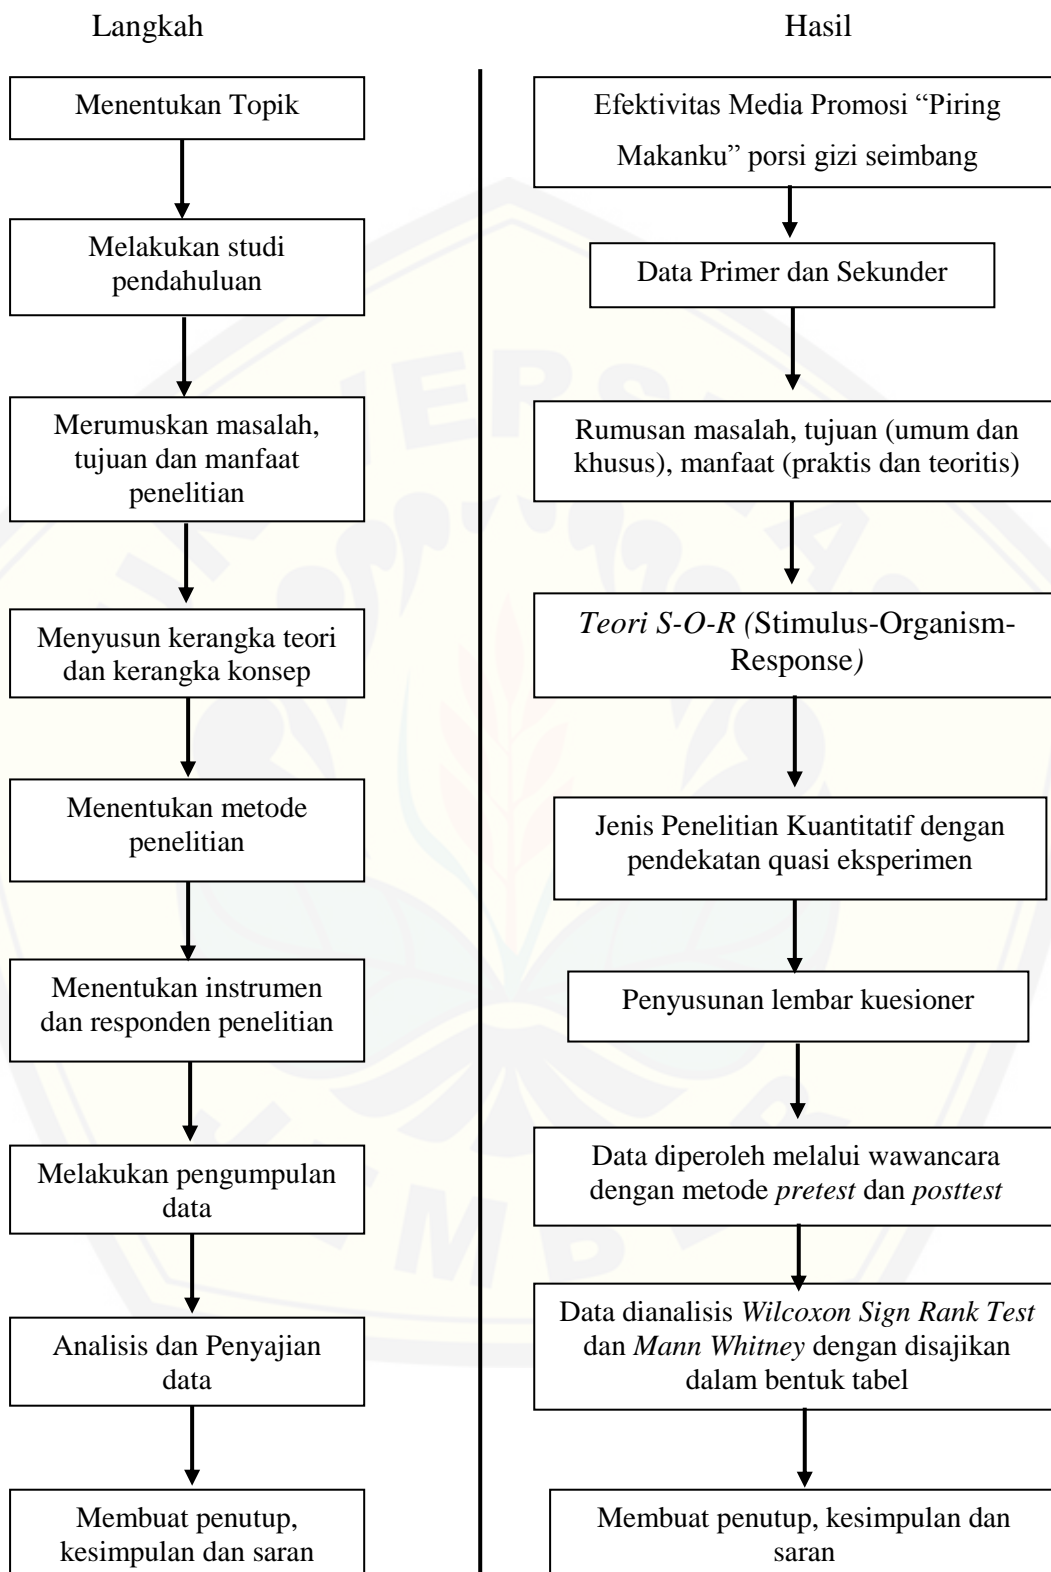 Langkah
Menentukan Topik
Melakukan studi
pendahuluan
Merumuskan masalah,
tujuan dan manfaat
penelitian
Menyusun kerangka teori
dan kerangka konsep
Menentukan metode
penelitian
Menentukan instrumen
dan responden penelitian
Melakukan pengumpulan
data
Analisis dan Penyajian
data
Membuat penutup,
kesimpulan dan saran
Hasil
Efektivitas Media Promosi “Piring
Makanku” porsi gizi seimbang
Data Primer dan Sekunder
Rumusan masalah, tujuan (umum dan
khusus), manfaat (praktis dan teoritis)
Teori S-O-R (Stimulus-Organism-
Response)
Jenis Penelitian Kuantitatif dengan
pendekatan quasi eksperimen
Penyusunan lembar kuesioner
Data diperoleh melalui wawancara
dengan metode pretest dan posttest
Data dianalisis Wilcoxon Sign Rank Test
dan Mann Whitney dengan disajikan
dalam bentuk tabel
Membuat penutup, kesimpulan dan
saran